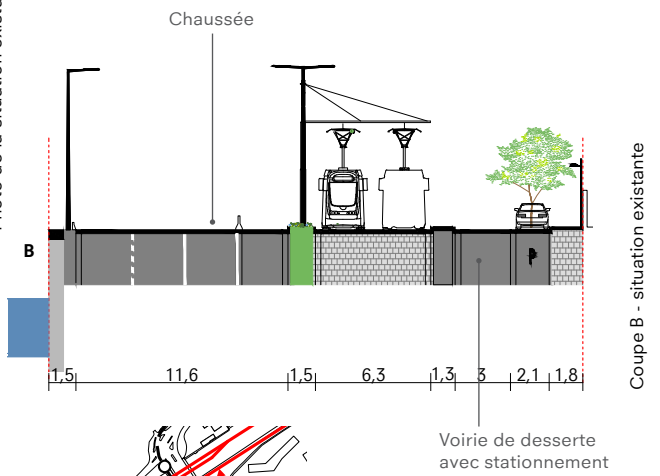 Chaussée
B
1,5 11,6 1,5 6,3 1,3 3 2,1 1,8
Voirie de desserte
avec stationnement
Coupe B - situation existante